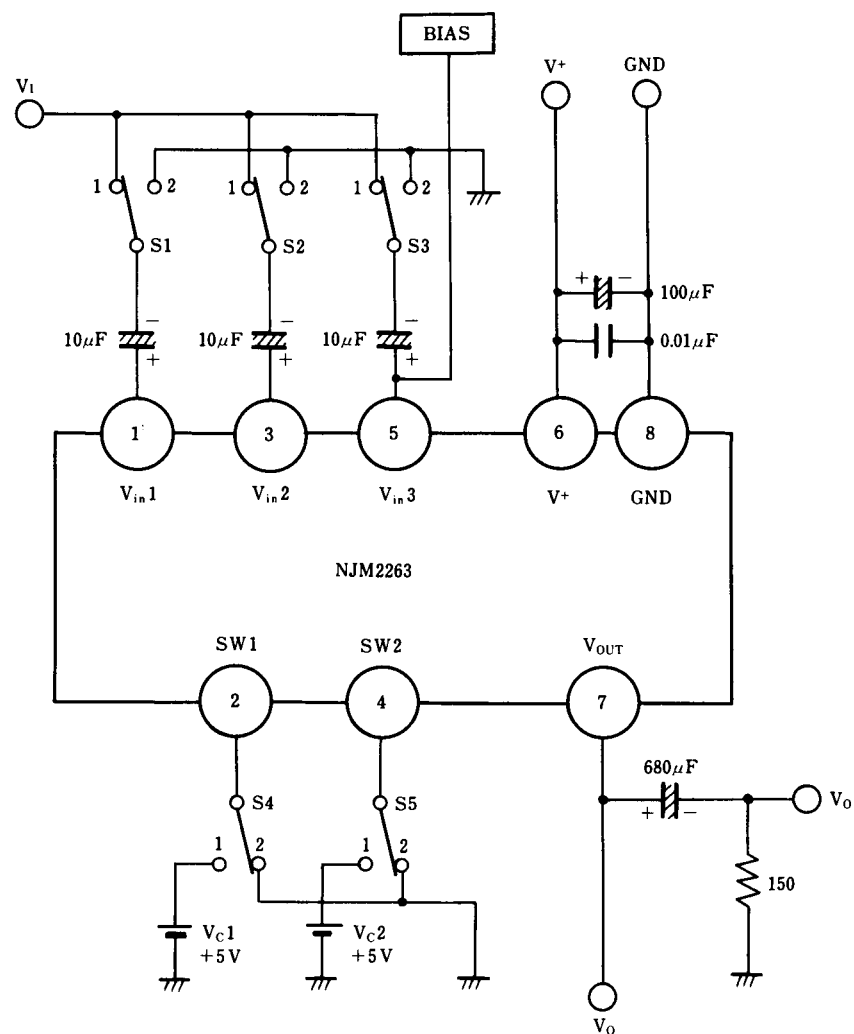 BIAS
V+ GND
VI
1 2 1 2 1 2
S1 S2 S3
+ − 100μF
0.01μF
10μF − + 10μF − + 10μF − +
1 3 5 6 8
Vin1 Vin2 Vin3 V+ GND
NJM2263
SW1 SW2 VOUT
2 4 7
680μF
S4 S5 + − VO
1 2 1 2
150
VC1 VC2
+5V +5V
VO